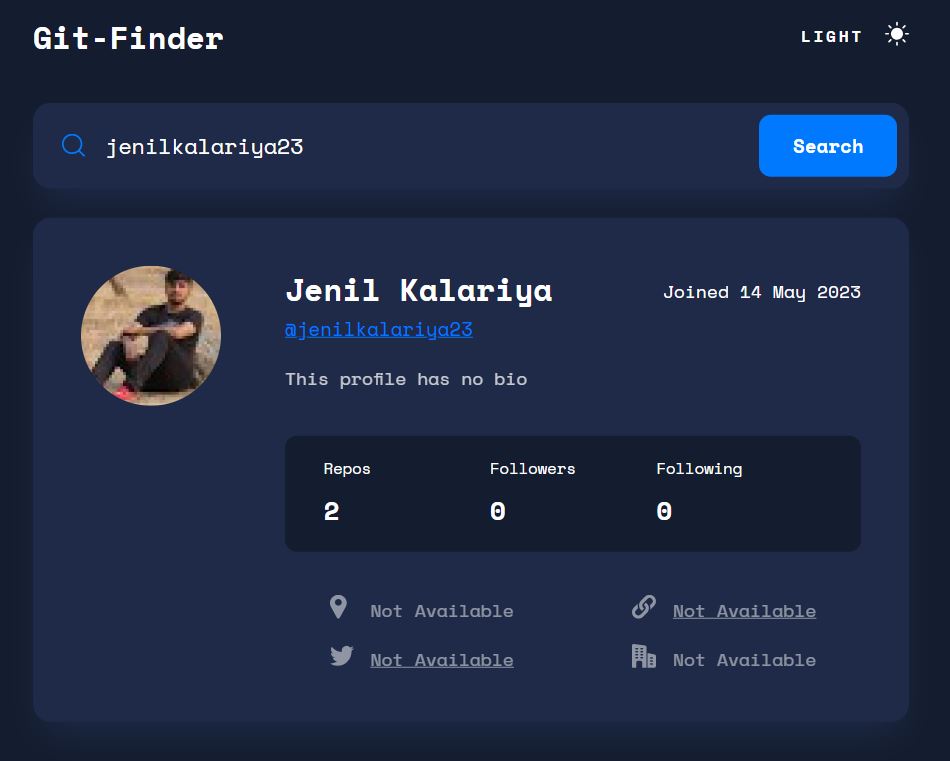 Git-Finder
LIGHT
jenilkalariya23
Search
Jenil Kalariya
Joined 14 May 2023
@jenilkalariya23
This profile has no bio
Repos Followers Following
2 0 0
Not Available Not Available
Not Available Not Available